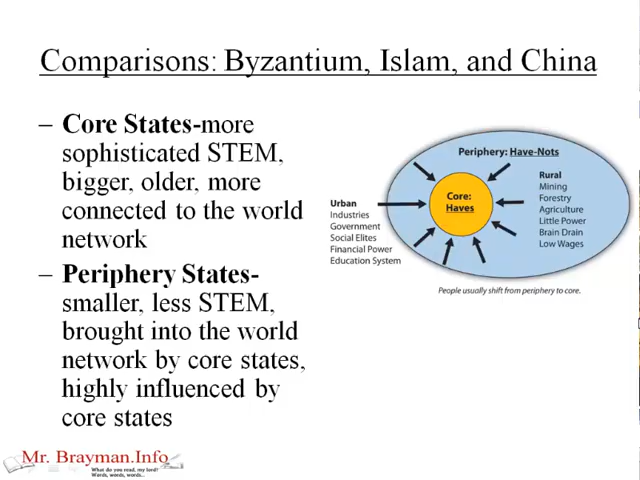 Comparisons: Byzantium, Islam, and China
– Core States-more
sophisticated STEM,
bigger, older, more
connected to the world
network
– Periphery States-
smaller, less STEM,
brought into the world
network by core states,
highly influenced by
core states
Periphery: Have-Nots
Core:
Haves
Urban
Industries
Government
Social Elites
Financial Power
Education System
Rural
Mining
Forestry
Agriculture
Little Power
Brain Drain
Low Wages
People usually shift from periphery to core.
Mr. Brayman.Info
What do you read, my lord?
Words, words, words...